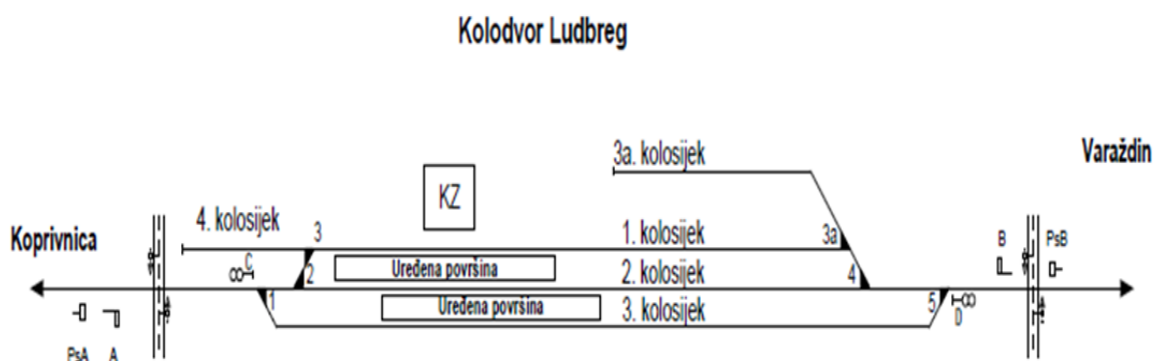 Kolodvor Ludbreg
3a. kolosijek
Varaždin
KZ
4. kolosijek
3
1. kolosijek
3a
Koprivnica
B
PsB
C
2
Uređena površina
2. kolosijek
4
1
Uređena površina
3. kolosijek
5
D
PsA
A